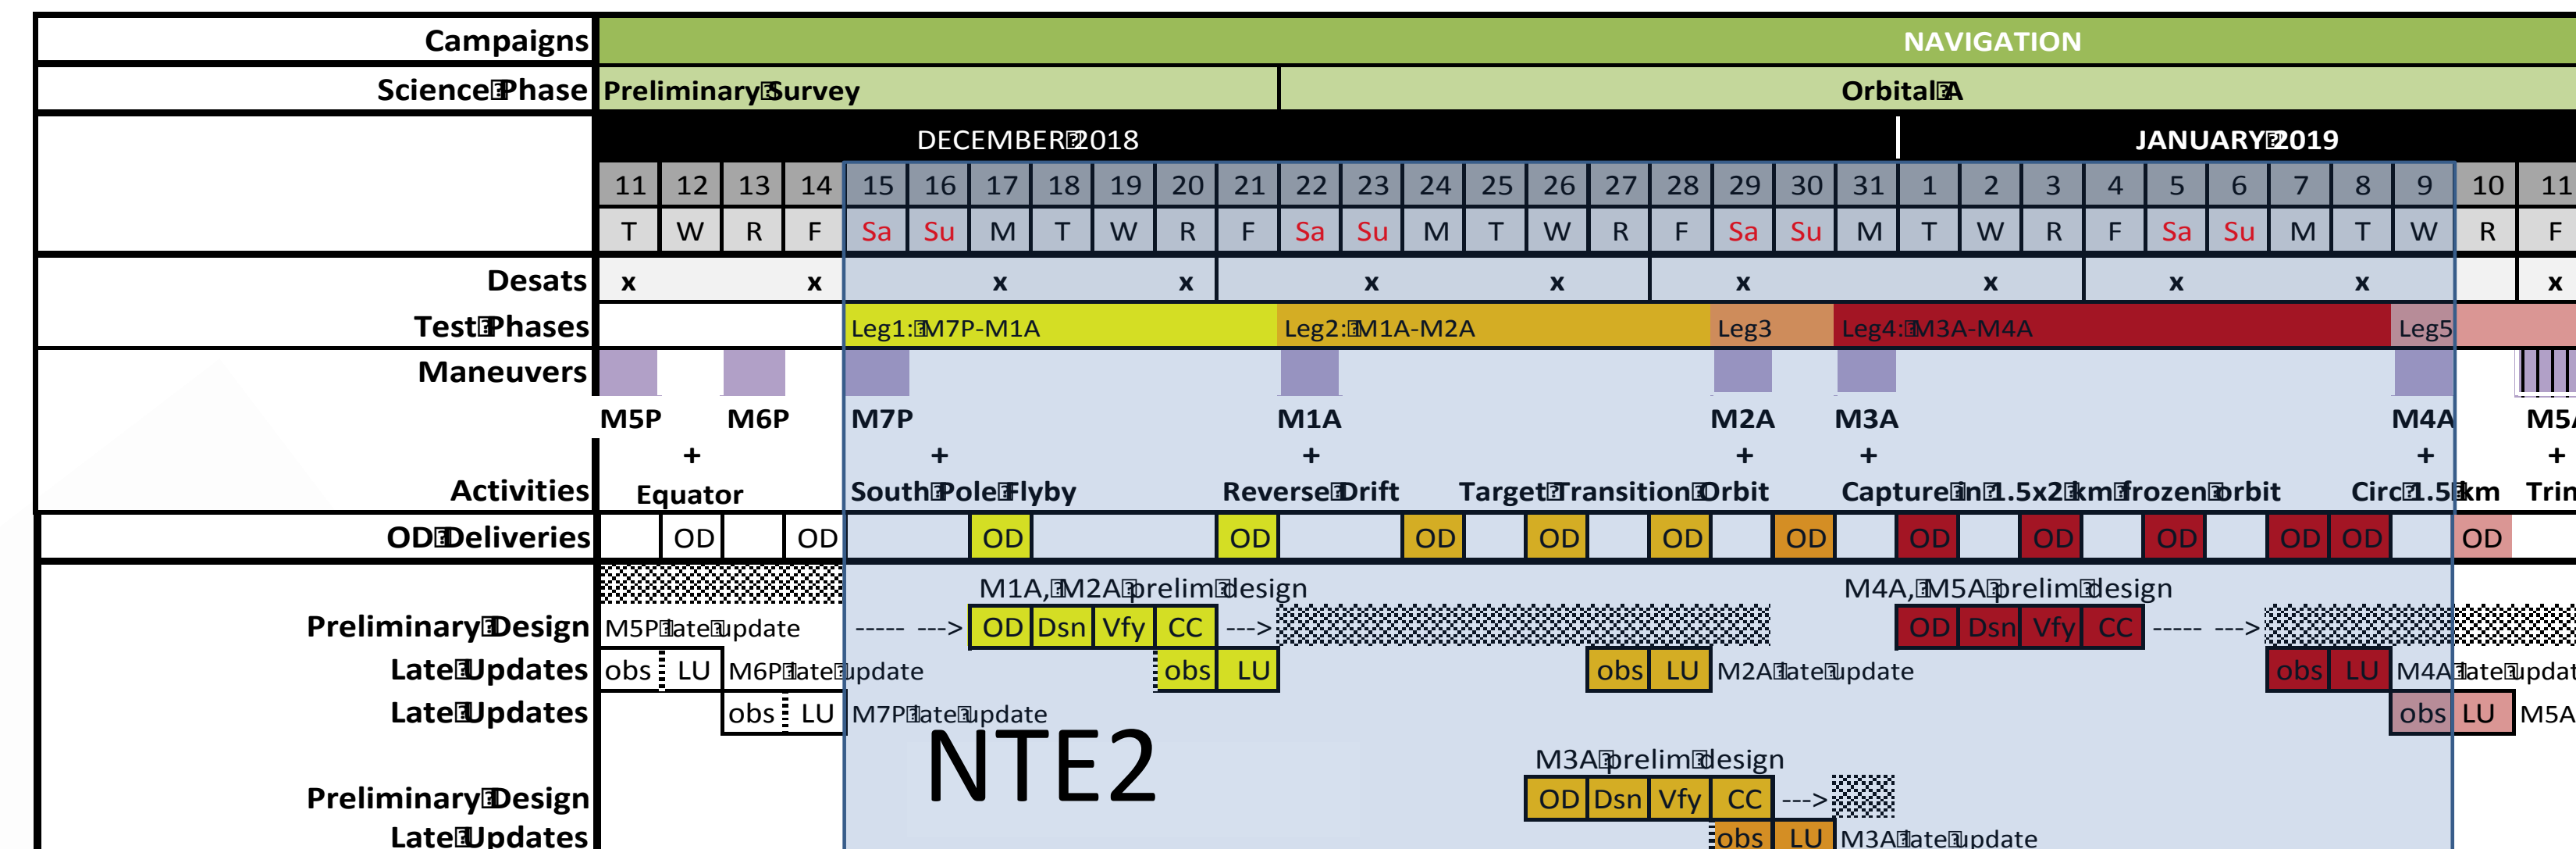 Campaigns NAVIGATION
Science Phase Preliminary Survey Orbital A
DECEMBER 2018 JANUARY 2019
11 12 13 14 15 16 17 18 19 20 21 22 23 24 25 26 27 28 29 30 31 1 2 3 4 5 6 7 8 9 10 11
T W R F Sa Su M T W R F Sa Su M T W R F Sa Su M T W R F Sa Su M T W R F
Desats x x x x x x x x x x x
Test Phases Leg1: M7P-M1A Leg2: M1A-M2A Leg3 Leg4: M3A-M4A Leg5
Maneuvers
M5P M6P M7P M1A M2A M3A M4A M5A
+ + + + + + +
Activities Equator South Pole Flyby Reverse Drift Target Transition Orbit Capture in 1.5x2 km frozen orbit Circ 1.5 km Trim
OD Deliveries OD OD OD OD OD OD OD OD OD OD OD OD OD OD
M1A, M2A prelim design M4A, M5A prelim design
Preliminary Design M5P late update ----- ---> OD Dsn Vfy CC ---> OD Dsn Vfy CC ----- --->
Late Updates obs LU M6P late update obs LU obs LU M2A late update obs LU M4A late updat
Late Updates obs LU M7P late update obs LU M5A
NTE2
M3A prelim design
Preliminary Design OD Dsn Vfy CC --->
Late Updates obs LU M3A late update